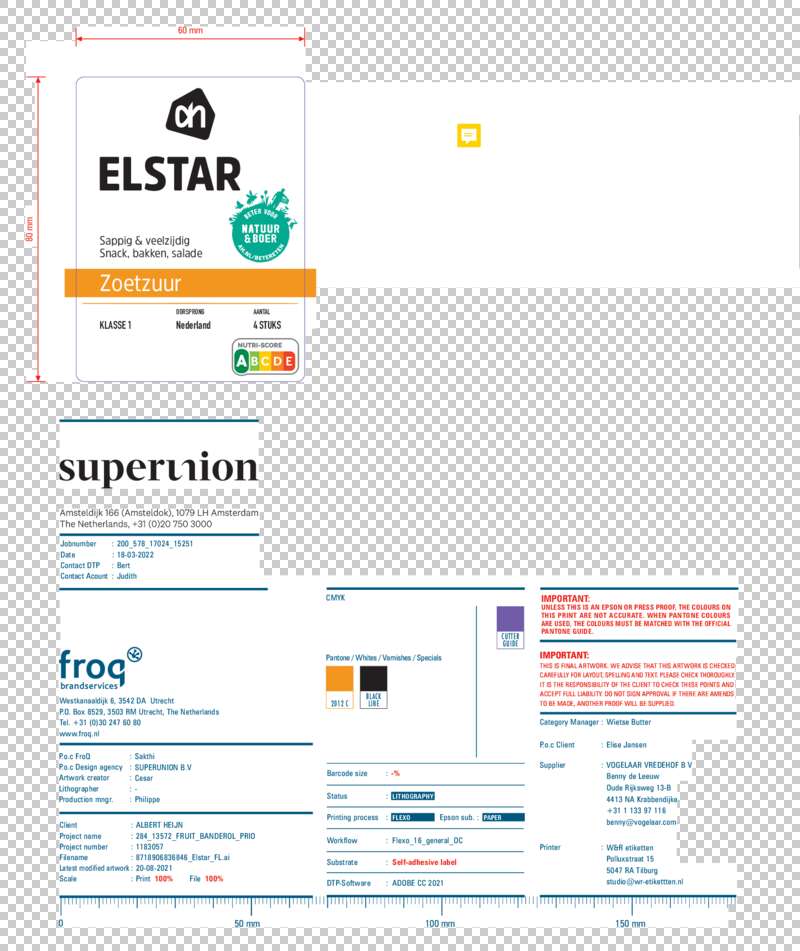 60 mm
80 mm
ah
ELSTAR
BETER VOOR
NATUUR
& BOER
AH.NL/BETERETEN
Sappig & veelzijdig
Snack, bakken, salade
Zoetzuur
OORSPRONG AANTAL
KLASSE 1 Nederland 4 STUKS
NUTRI-SCORE
A B C D E
superunion
Amsteldijk 166 (Amsteldok), 1079 LH Amsterdam
The Netherlands, +31 (0)20 750 3000
Jobnumber : 200_578_17024_15251
Date : 18-03-2022
Contact DTP : Bert
Contact Acount : Judith
froq
brandservices
Westkanaaldijk 6, 3542 DA Utrecht
P.O. Box 8529, 3503 RM Utrecht, The Netherlands
Tel. +31 (0)30 247 60 80
www.froq.nl
P.o.c FroQ : Sakthi
P.o.c Design agency : SUPERUNION B.V
Artwork creator : Cesar
Lithographer : -
Production mngr. : Philippe
Client : ALBERT HEIJN
Project name : 284_13572_FRUIT_BANDEROL_PRIO
Project number : 1183057
Filename : 8718906836846_Elstar_FL.ai
Latest modified artwork : 20-08-2021
Scale : Print 100% File 100%
CMYK
CUTTER
GUIDE
Pantone / Whites / Varnishes / Specials
2012 C
BLACK
LINE
Barcode size : -%
Status : LITHOGRAPHY
Printing process : FLEXO Epson sub. : PAPER
Workflow : Flexo_16_general_OC
Substrate : Self-adhesive label
DTP-Software : ADOBE CC 2021
IMPORTANT:
UNLESS THIS IS AN EPSON OR PRESS PROOF, THE COLOURS ON
THIS PRINT ARE NOT ACCURATE. WHEN PANTONE COLOURS
ARE USED, THE COLOURS MUST BE MATCHED WITH THE OFFICIAL
PANTONE GUIDE.
IMPORTANT:
THIS IS FINAL ARTWORK. WE ADVISE THAT THIS ARTWORK IS CHECKED
CAREFULLY FOR LAYOUT, SPELLING AND TEXT. PLEASE CHECK THOROUGHLY.
IT IS THE RESPONSIBILITY OF THE CLIENT TO CHECK THESE POINTS AND
ACCEPT FULL LIABILITY. DO NOT SIGN APPROVAL IF THERE ARE AMENDS
TO BE MADE, ANOTHER PROOF WILL BE SUPPLIED.
Category Manager : Wietse Butter
P.o.c Client : Elise Jansen
Supplier : VOGELAAR VREDEHOF B V
Benny de Leeuw
Oude Rijksweg 13-B
4413 NA Krabbendijke
+31 1 133 97 116
benny@vogelaar.com
Printer : W&R etiketten
Polluxstraat 15
5047 RA Tilburg
studio@wr-etikettten.nl
0 50 mm 100 mm 150 mm